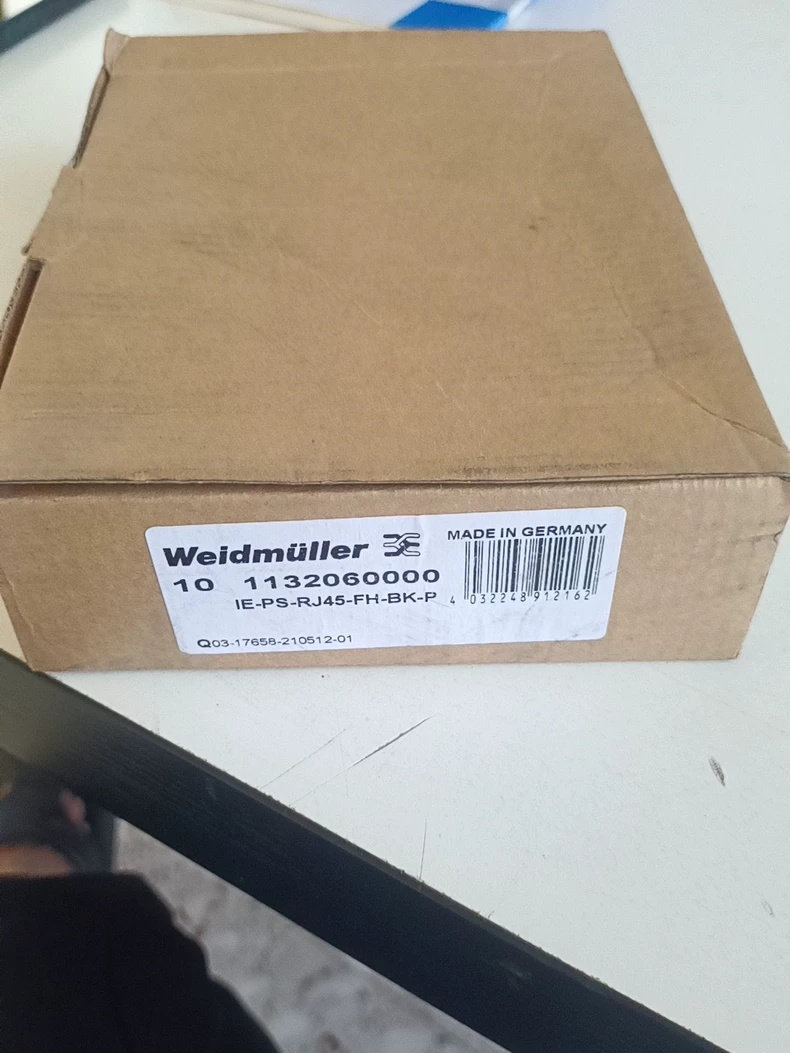 Weidmüller
MADE IN GERMANY
10 1132060000
IE-PS-RJ45-FH-BK-P
4 032248 912162
Q03-17658-210512-01